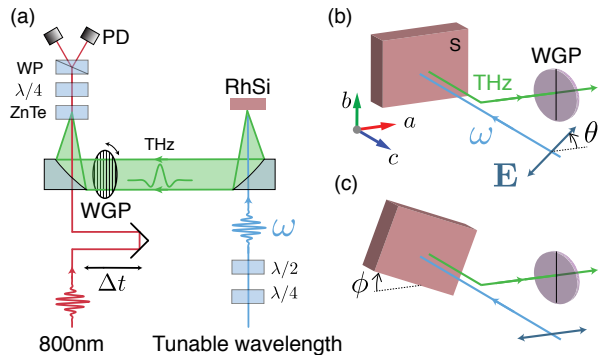 (a)
PD
WP
λ/4
ZnTe
THz
WGP
Δt
800nm
RhSi
ω
λ/2
λ/4
Tunable wavelength
(b)
S
WGP
THz
b
a
c
ω
θ
E
(c)
ϕ